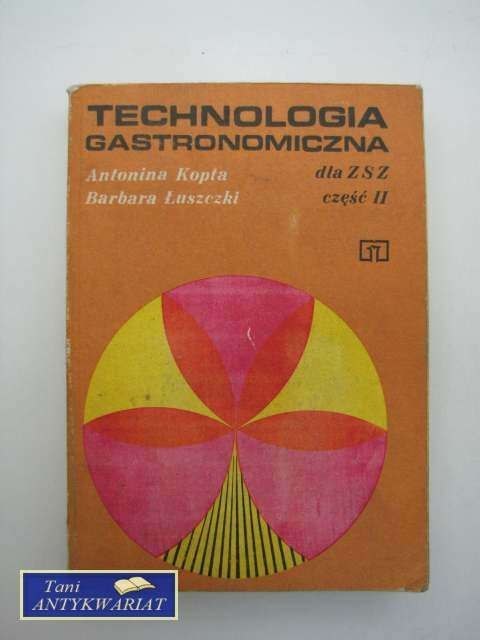 TECHNOLOGIA
GASTRONOMICZNA
Antonina Kopta
Barbara Łuszczki
dla ZSZ
część II
Tani
ANTYKWARIAT